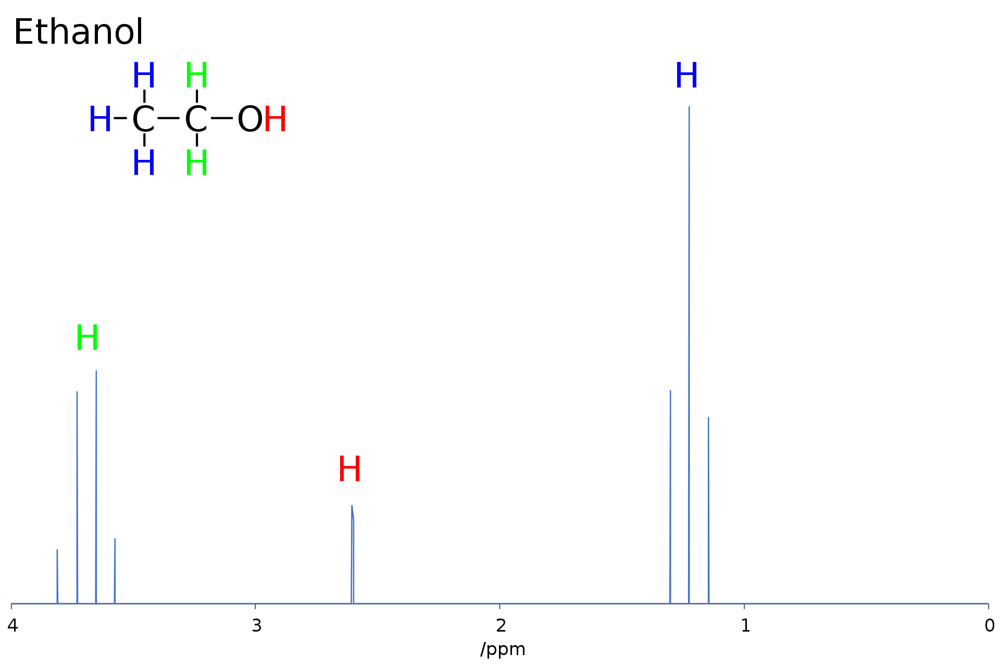 Ethanol
H H
H C C OH
H H
H
H
H
4 3 2 1 0
/ppm